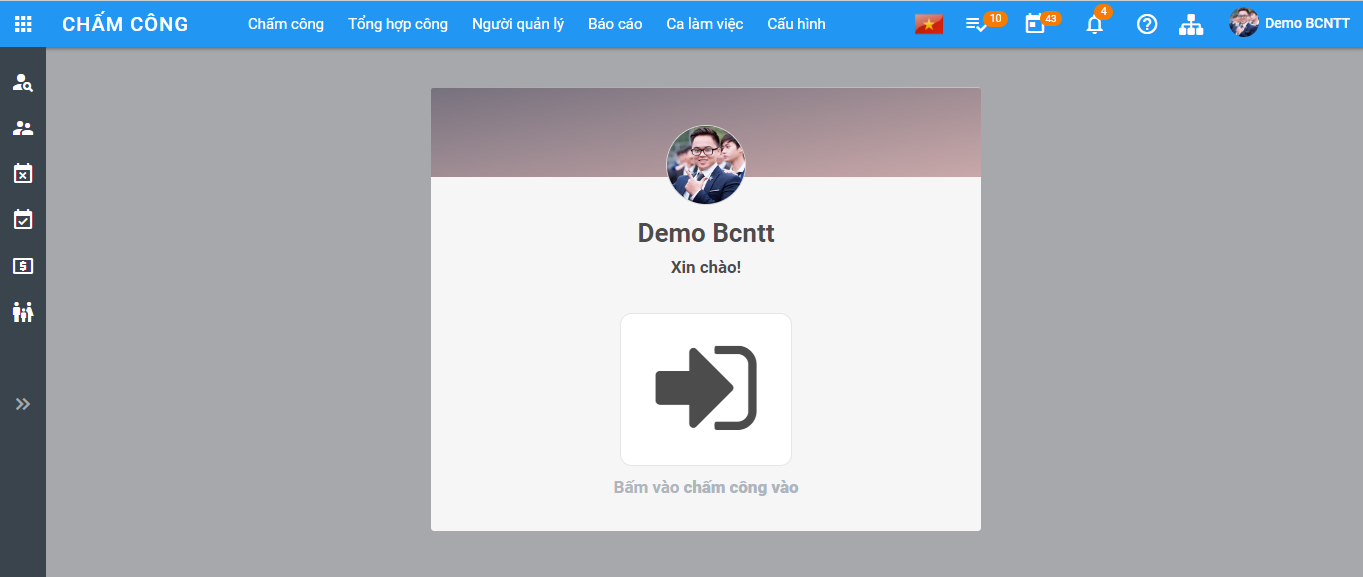 CHẤM CÔNG
Chấm công Tổng hợp công Người quản lý Báo cáo Ca làm việc Cấu hình
10 43 4 Demo BCNTT
Demo Bcntt
Xin chào!
Bấm vào chấm công vào